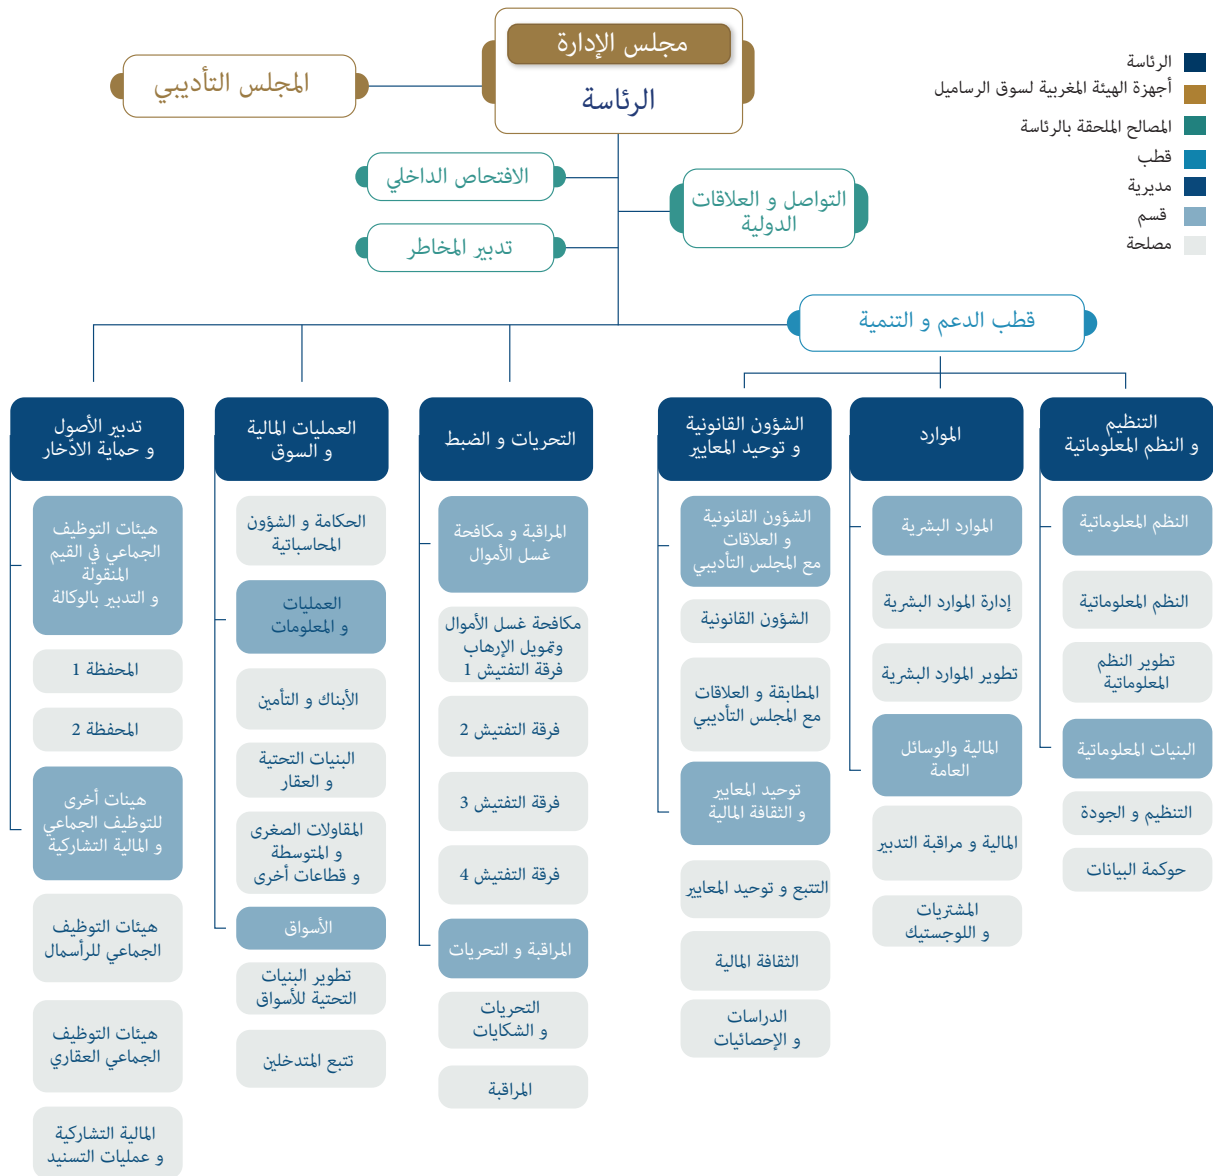 مجلس الإدارة
الرئاسة
المجلس التأديبي
الرئاسة
أجهزة الهيئة المغربية لسوق الرساميل
المصالح الملحقة بالرئاسة
قطب
مديرية
قسم
مصلحة
الافتحاص الداخلي
التواصل و العلاقات
الدولية
تدبير المخاطر
قطب الدعم و التنمية
التنظيم
و النظم المعلوماتية
النظم المعلوماتية
النظم المعلوماتية
تطوير النظم
المعلوماتية
البنيات المعلوماتية
التنظيم و الجودة
حوكمة البيانات
الموارد
الموارد البشرية
إدارة الموارد البشرية
تطوير الموارد البشرية
المالية والوسائل
العامة
المالية و مراقبة التدبير
المشتريات
و اللوجستيك
الشؤون القانونية
و توحيد المعايير
الشؤون القانونية
و العلاقات
مع المجلس التأديبي
الشؤون القانونية
المطابقة و العلاقات
مع المجلس التأديبي
توحيد المعايير
و الثقافة المالية
التتبع و توحيد المعايير
الثقافة المالية
الدراسات
و الإحصائيات
التحريات و الضبط
المراقبة و مكافحة
غسل الأموال
مكافحة غسل الأموال
وتمويل الإرهاب
فرقة التفتيش 1
فرقة التفتيش 2
فرقة التفتيش 3
فرقة التفتيش 4
المراقبة و التحريات
التحريات
و الشكايات
المراقبة
العمليات المالية
و السوق
الحكامة و الشؤون
المحاسباتية
العمليات
و المعلومات
الأبناك و التأمين
البنيات التحتية
و العقار
المقاولات الصغرى
و المتوسطة
و قطاعات أخرى
الأسواق
تطوير البنيات
التحتية للأسواق
تتبع المتدخلين
تدبير الأصول
و حماية الادّخار
هيئات التوظيف
الجماعي في القيم
المنقولة
و التدبير بالوكالة
المحفظة 1
المحفظة 2
هيئات أخرى
للتوظيف الجماعي
و المالية التشاركية
هيئات التوظيف
الجماعي للرأسمال
هيئات التوظيف
الجماعي العقاري
المالية التشاركية
و عمليات التسنيد